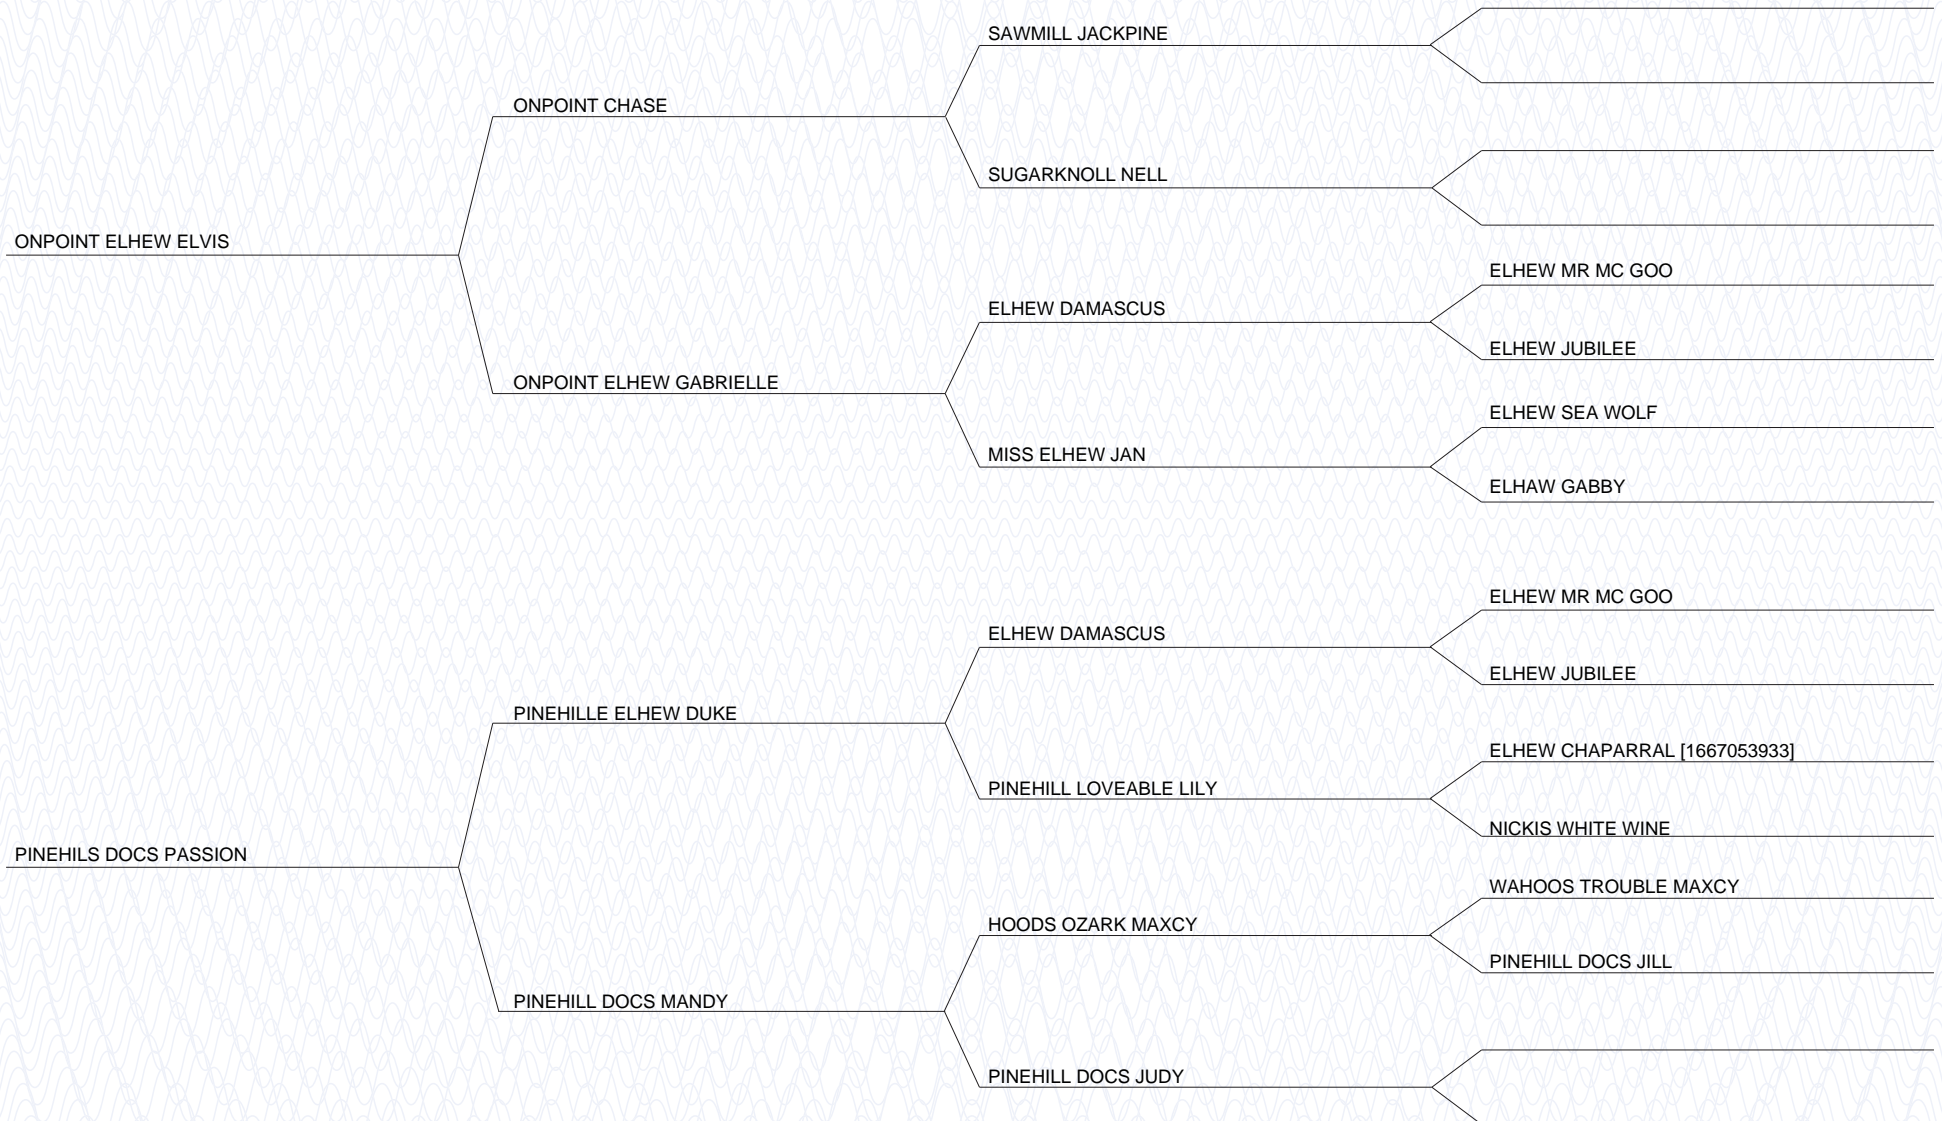 SAWMILL JACKPINE
ONPOINT CHASE
SUGARKNOLL NELL
ONPOINT ELHEW ELVIS
ELHEW MR MC GOO
ELHEW DAMASCUS
ELHEW JUBILEE
ONPOINT ELHEW GABRIELLE
ELHEW SEA WOLF
MISS ELHEW JAN
ELHAW GABBY
ELHEW MR MC GOO
ELHEW DAMASCUS
ELHEW JUBILEE
PINEHILLE ELHEW DUKE
ELHEW CHAPARRAL [1667053933]
PINEHILL LOVEABLE LILY
NICKIS WHITE WINE
PINEHILS DOCS PASSION
WAHOOS TROUBLE MAXCY
HOODS OZARK MAXCY
PINEHILL DOCS JILL
PINEHILL DOCS MANDY
PINEHILL DOCS JUDY